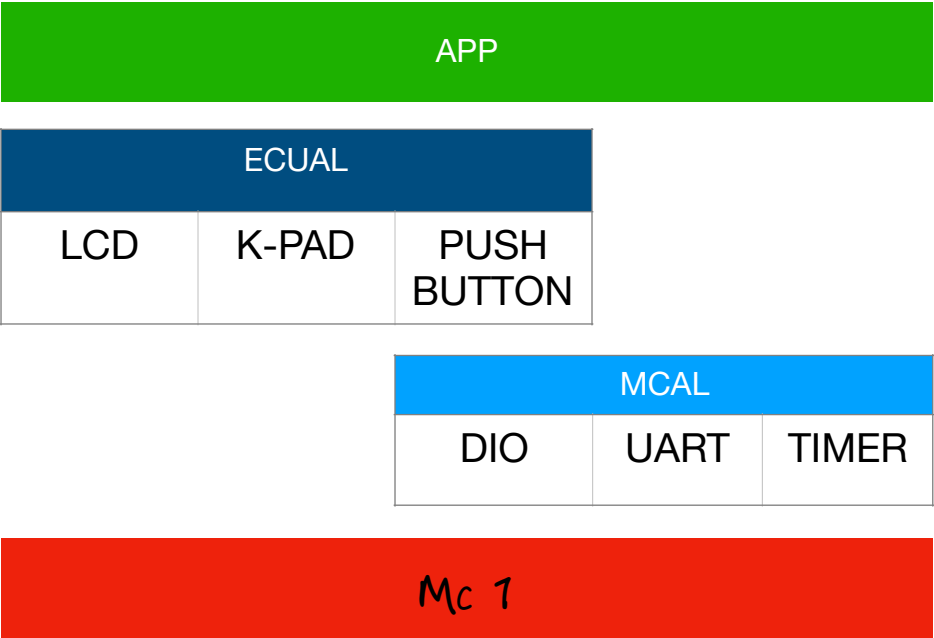 APP
ECUAL
LCD K-PAD PUSH
BUTTON
MCAL
DIO UART TIMER
Mc 1